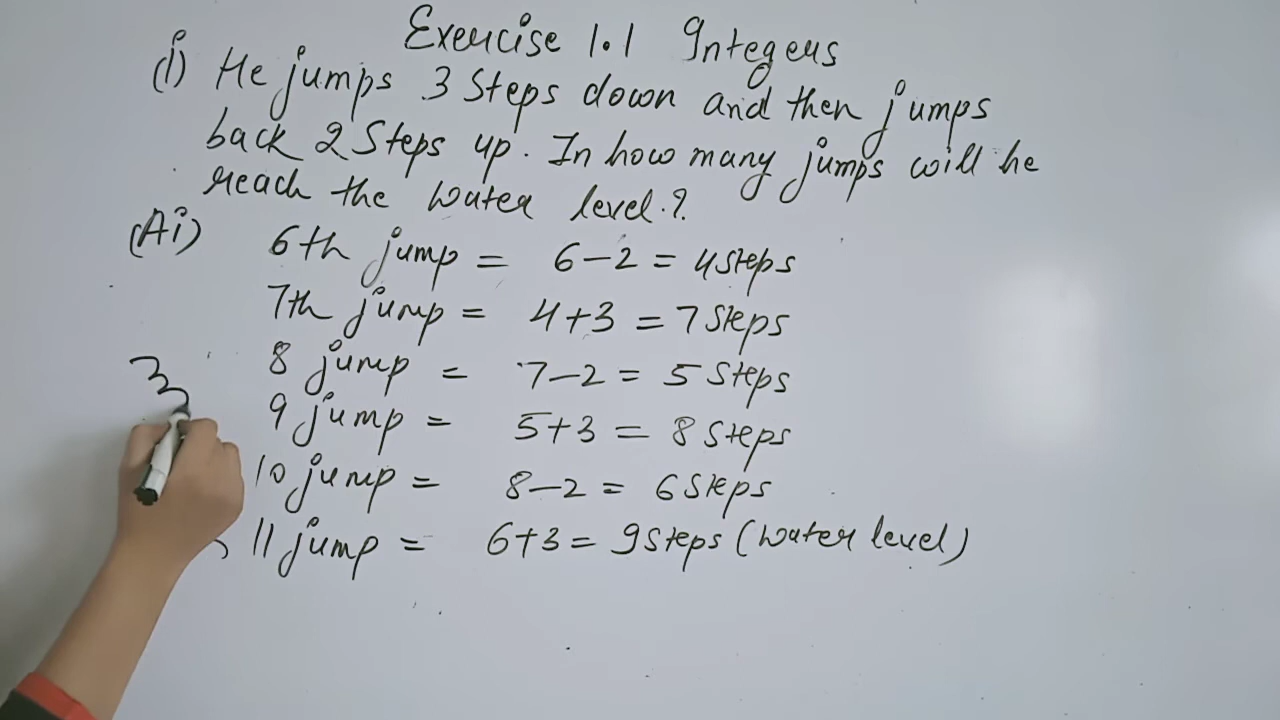 Exercise 1.1 Integers
(i) He jumps 3 Steps down and then jumps
back 2 Steps up. In how many jumps will he
reach the water level.?
(Ai) 6th jump = 6-2 = 4 steps
7th jump = 4+3 = 7 Steps
8 jump = 7-2 = 5 Steps
9 jump = 5+3 = 8 Steps
10 jump = 8-2 = 6 Steps
11 jump = 6+3 = 9 Steps (Water level)